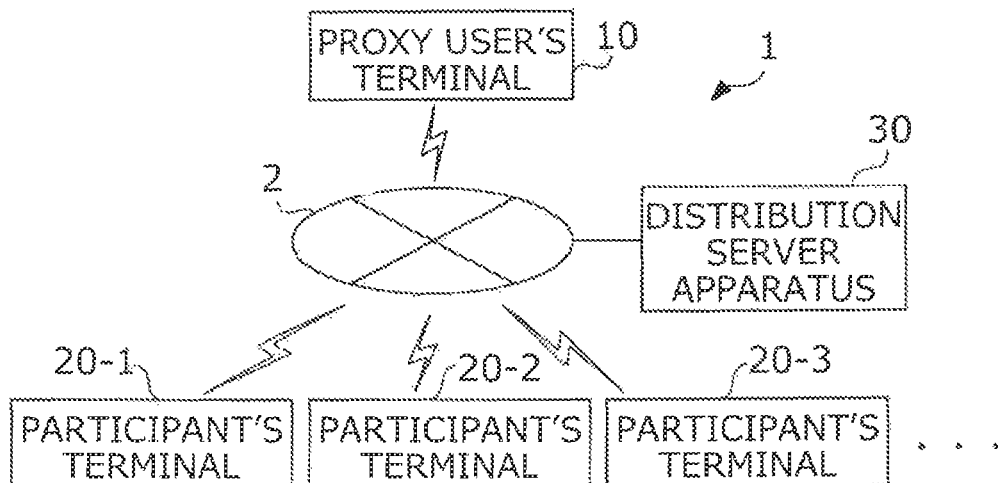 PROXY USER'S
TERMINAL
10
1
2
30
DISTRIBUTION
SERVER
APPARATUS
20-1
20-2
20-3
PARTICIPANT'S
TERMINAL
PARTICIPANT'S
TERMINAL
PARTICIPANT'S
TERMINAL
. . . .